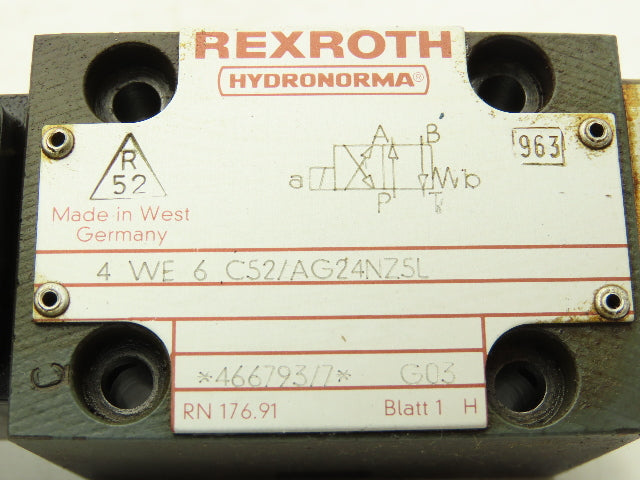 REXROTH
HYDRONORMA®
R
52
A B
963
a
b
P T
Made in West
Germany
4 WE 6 C52/AG24NZ5L
*466793/7* G03
RN 176.91 Blatt 1 H
C